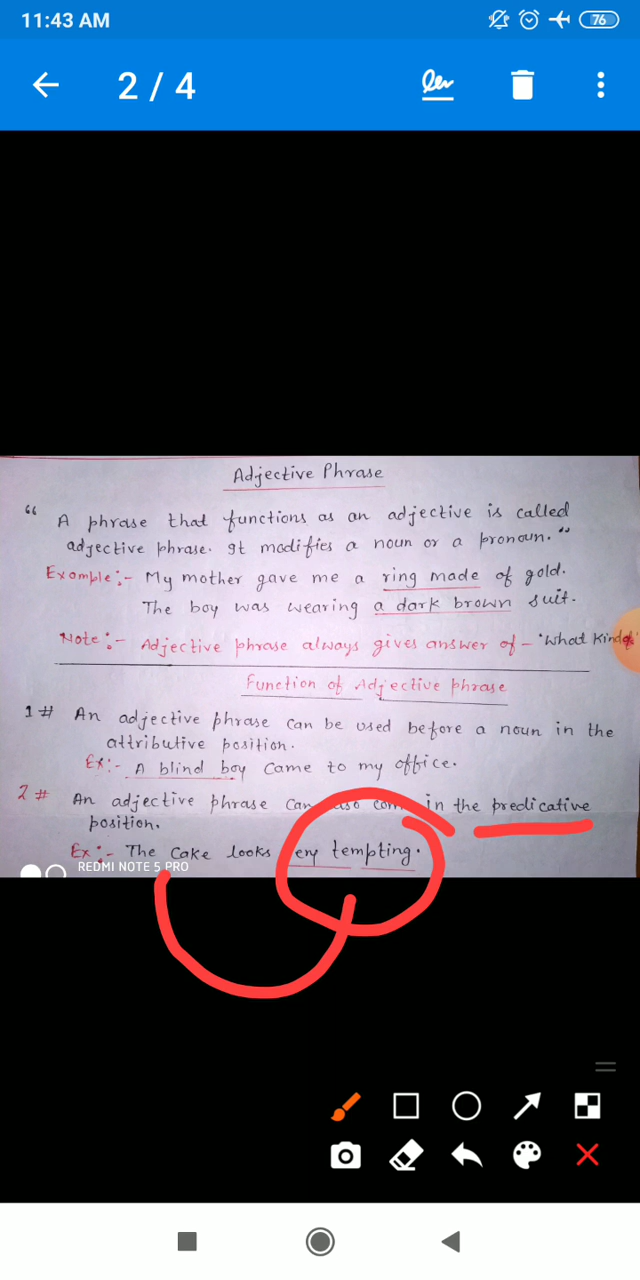 11:43 AM
76
2 / 4
Adjective Phrase
“ A phrase that functions as an adjective is called
adjective phrase. It modifies a noun or a pronoun. ”
Example :- My mother gave me a ring made of gold.
The boy was wearing a dark brown suit.
Note :- Adjective phrase always gives answer of - 'what kind of'
Function of Adjective phrase
1# An adjective phrase can be used before a noun in the
attributive position.
Ex:- A blind boy came to my office.
2# An adjective phrase can in the predicative
position.
Ex:- The cake looks ery tempting.
REDMI NOTE 5 PRO